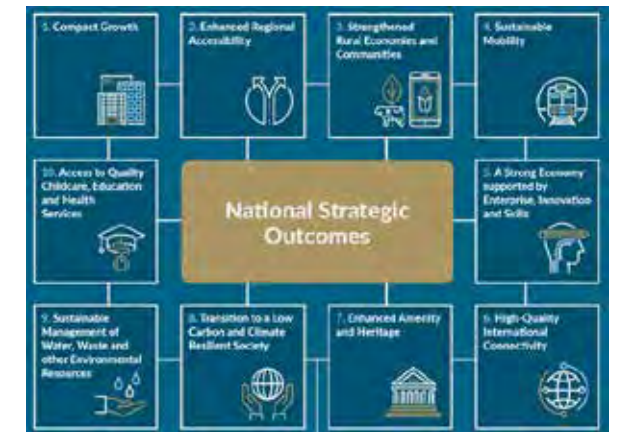 1. Compact Growth
2. Enhanced Regional
Accessibility
3. Strengthened
Rural Economies and
Communities
4. Sustainable
Mobility
10. Access to Quality
Childcare, Education
and Health
Services
National Strategic
Outcomes
5. A Strong Economy
supported by
Enterprise, Innovation
and Skills
9. Sustainable
Management of
Water, Waste and
other Environmental
Resources
8. Transition to a Low
Carbon and Climate
Resilient Society
7. Enhanced Amenity
and Heritage
6. High-Quality
International
Connectivity